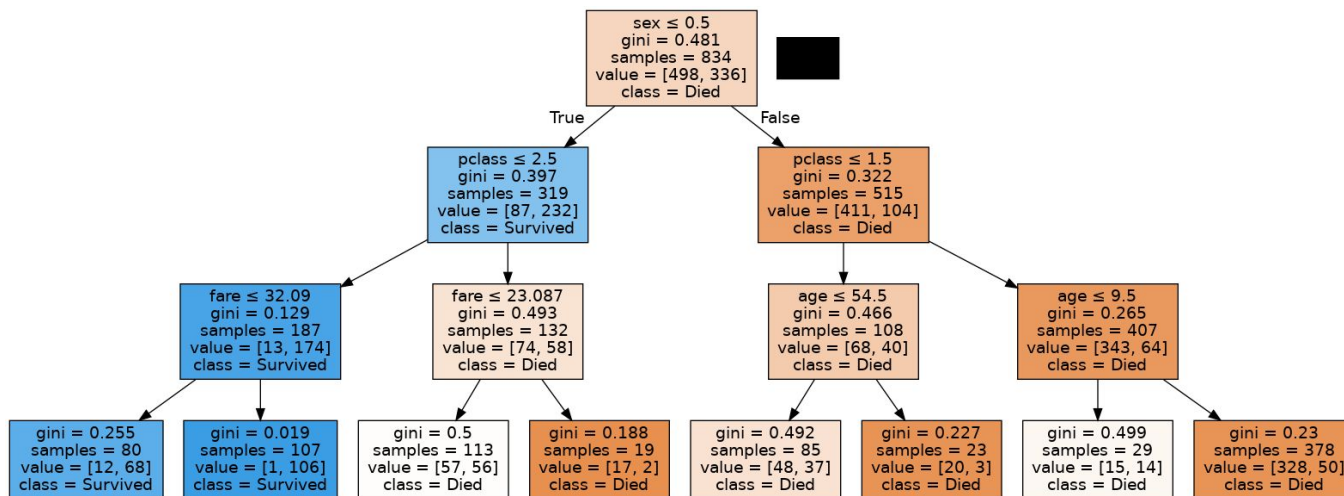 sex ≤ 0.5
gini = 0.481
samples = 834
value = [498, 336]
class = Died
True
False
pclass ≤ 2.5
gini = 0.397
samples = 319
value = [87, 232]
class = Survived
pclass ≤ 1.5
gini = 0.322
samples = 515
value = [411, 104]
class = Died
fare ≤ 32.09
gini = 0.129
samples = 187
value = [13, 174]
class = Survived
fare ≤ 23.087
gini = 0.493
samples = 132
value = [74, 58]
class = Died
age ≤ 54.5
gini = 0.466
samples = 108
value = [68, 40]
class = Died
age ≤ 9.5
gini = 0.265
samples = 407
value = [343, 64]
class = Died
gini = 0.255
samples = 80
value = [12, 68]
class = Survived
gini = 0.019
samples = 107
value = [1, 106]
class = Survived
gini = 0.5
samples = 113
value = [57, 56]
class = Died
gini = 0.188
samples = 19
value = [17, 2]
class = Died
gini = 0.492
samples = 85
value = [48, 37]
class = Died
gini = 0.227
samples = 23
value = [20, 3]
class = Died
gini = 0.499
samples = 29
value = [15, 14]
class = Died
gini = 0.23
samples = 378
value = [328, 50]
class = Died